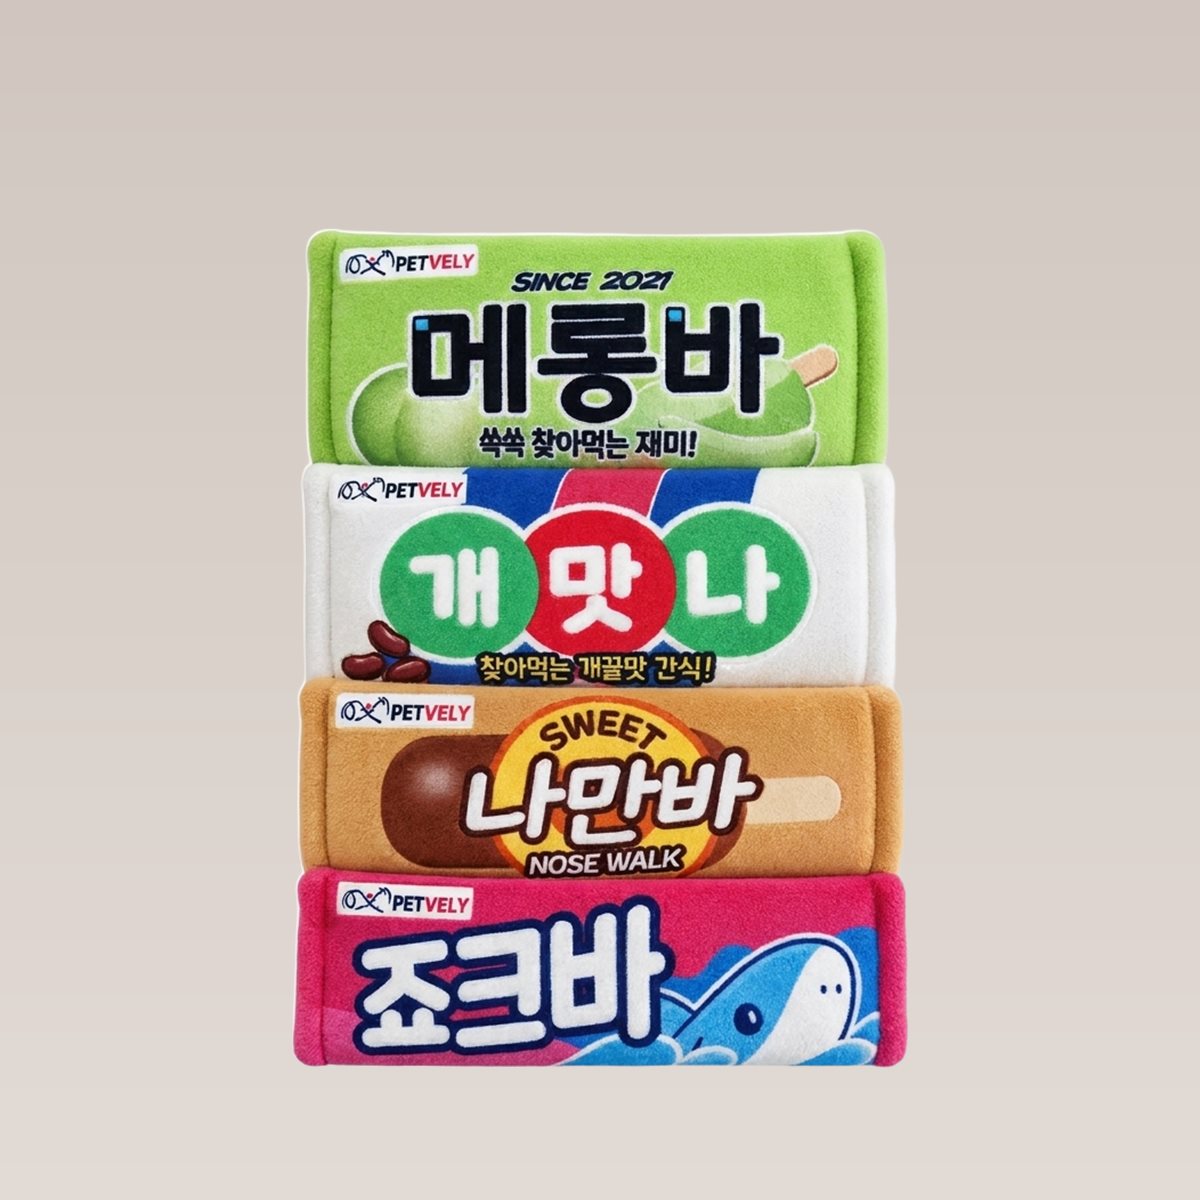 PETVELY
SINCE 2021
메롱바
쏙쏙 찾아먹는 재미!
PETVELY
개맛나
찾아먹는 개꿀맛 간식!
PETVELY
SWEET
나만바
NOSE WALK
PETVELY
죠크바